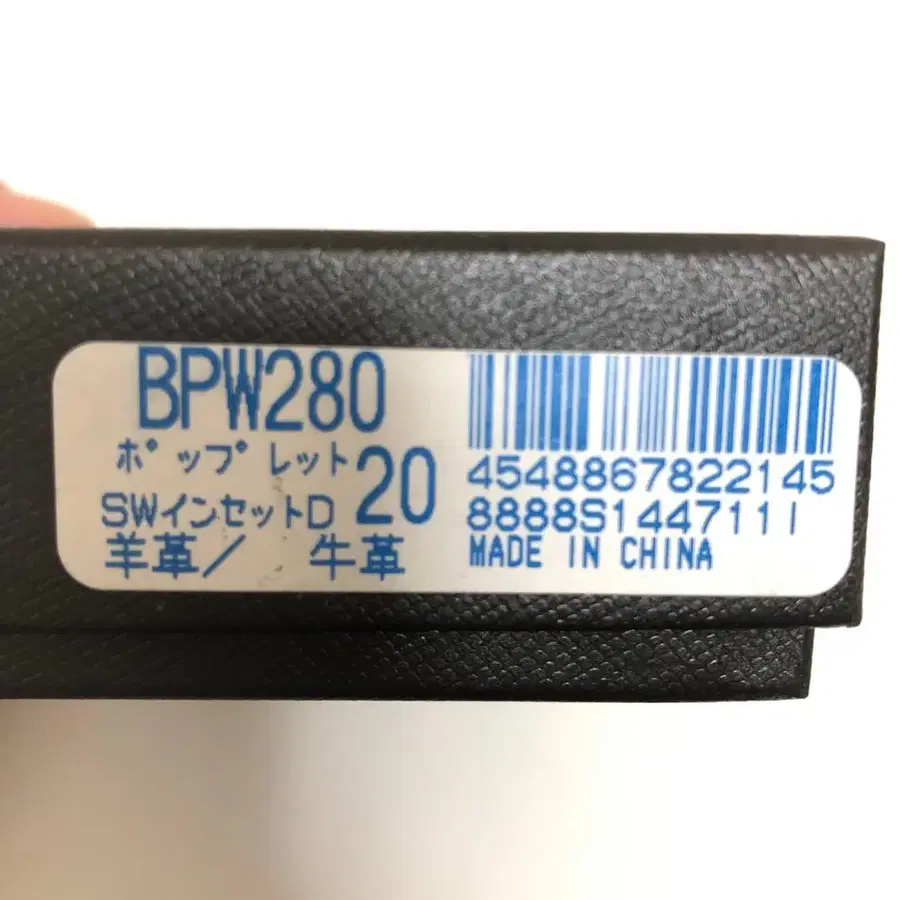 BPW280
ポップレット 20
SWインセットD
羊革/ 牛革
4548867822145
8888S1447111
MADE IN CHINA